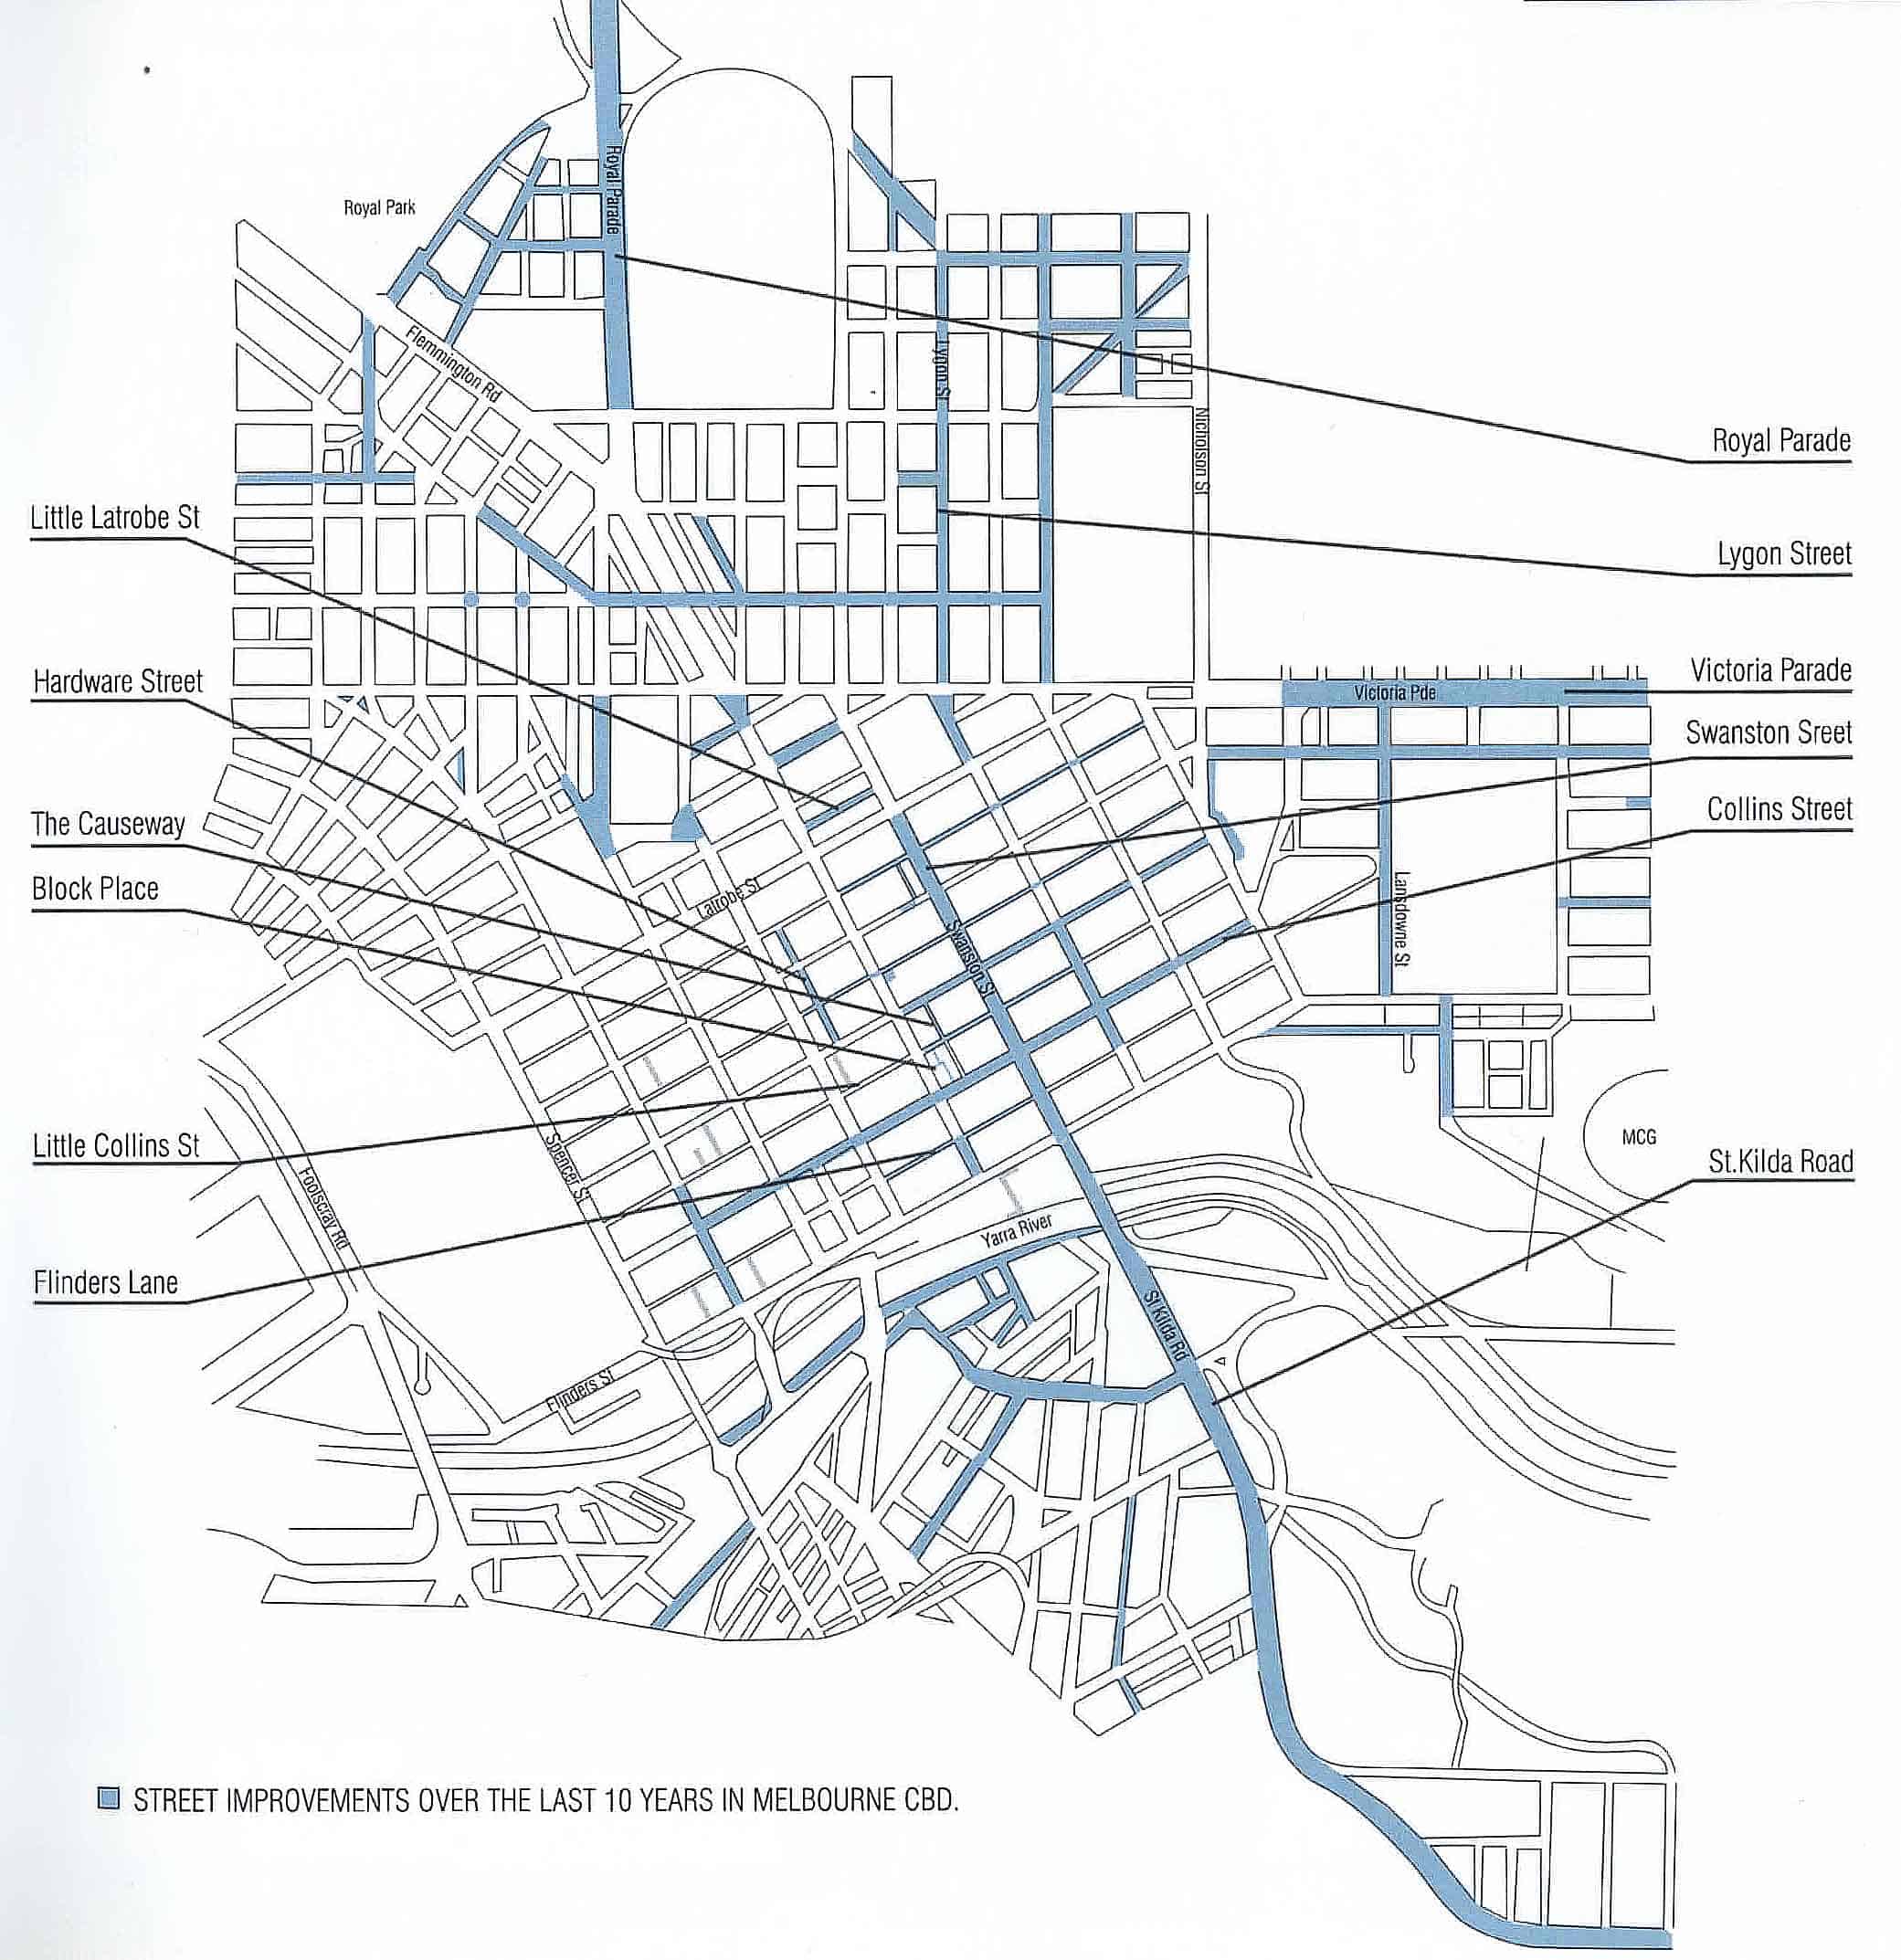 Royal Parade
Royal Park
Flemmington Rd
Lygon St
Nicholson St
Royal Parade
Little Latrobe St
Lygon Street
Hardware Street
Victoria Parade
Victoria Pde
Swanston Sreet
The Causeway
Collins Street
Block Place
Latrobe St
Lansdowne St
Swanston St
Little Collins St
MCG
St.Kilda Road
Spencer St
Footscray Rd
Yarra River
Flinders Lane
St Kilda Rd
Flinders St
STREET IMPROVEMENTS OVER THE LAST 10 YEARS IN MELBOURNE CBD.